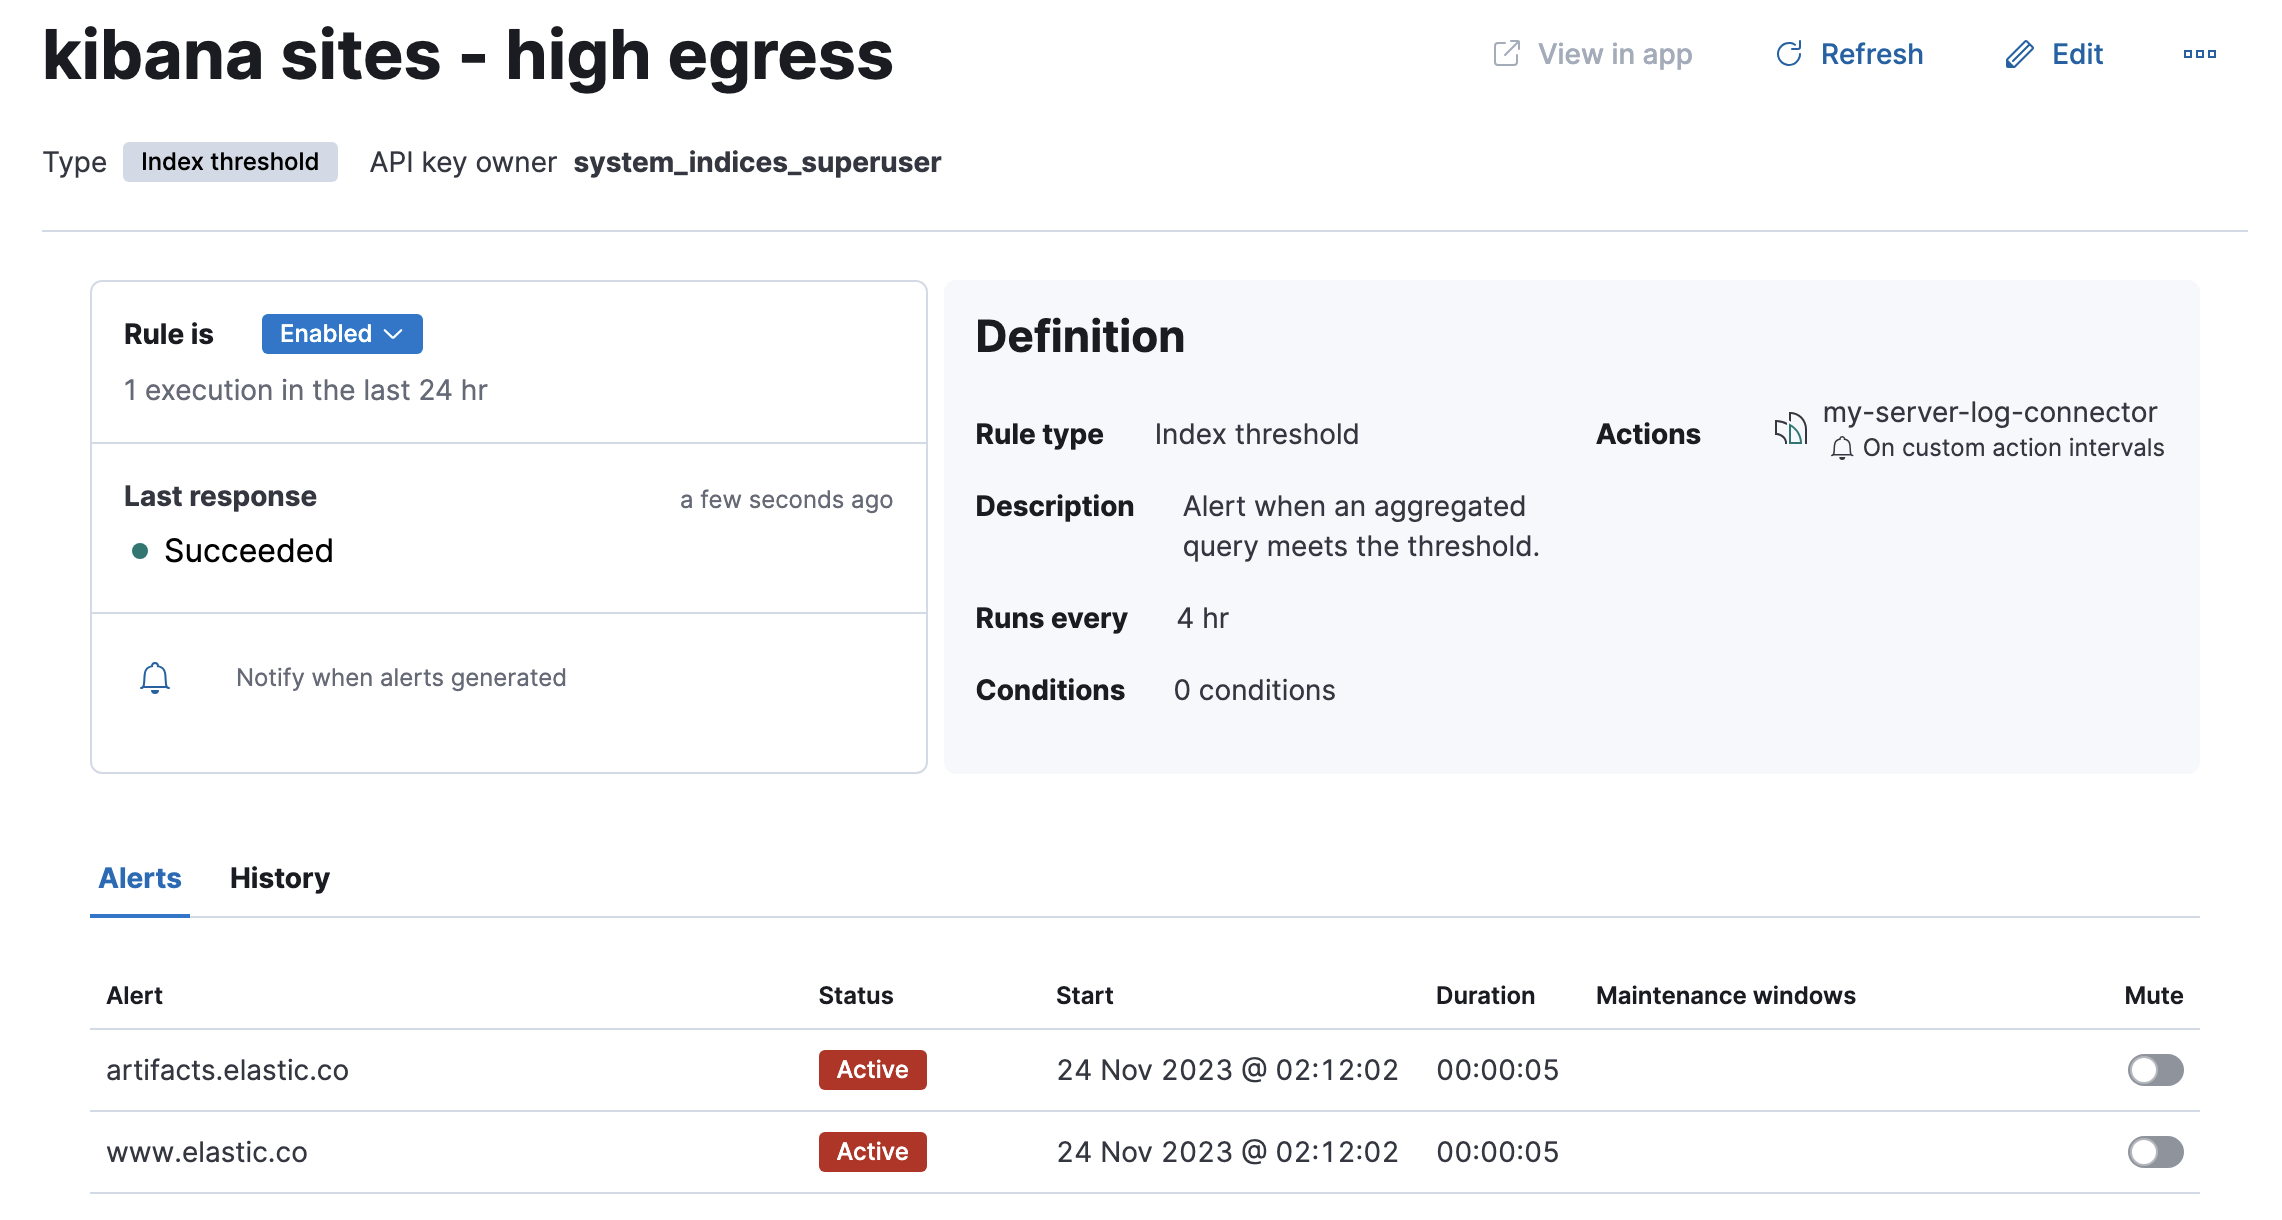 kibana sites - high egress
View in app
Refresh
Edit
Type Index threshold API key owner system_indices_superuser
Rule is Enabled
1 execution in the last 24 hr
Last response a few seconds ago
Succeeded
Notify when alerts generated
Definition
Rule type Index threshold
Description Alert when an aggregated
query meets the threshold.
Runs every 4 hr
Conditions 0 conditions
Actions my-server-log-connector
On custom action intervals
Alerts History
Alert Status Start Duration Maintenance windows Mute
artifacts.elastic.co Active 24 Nov 2023 @ 02:12:02 00:00:05
www.elastic.co Active 24 Nov 2023 @ 02:12:02 00:00:05